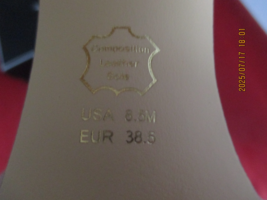 Composition
Leather
Sole
USA 8.5M
EUR 38.5
2025/07/17 18:01